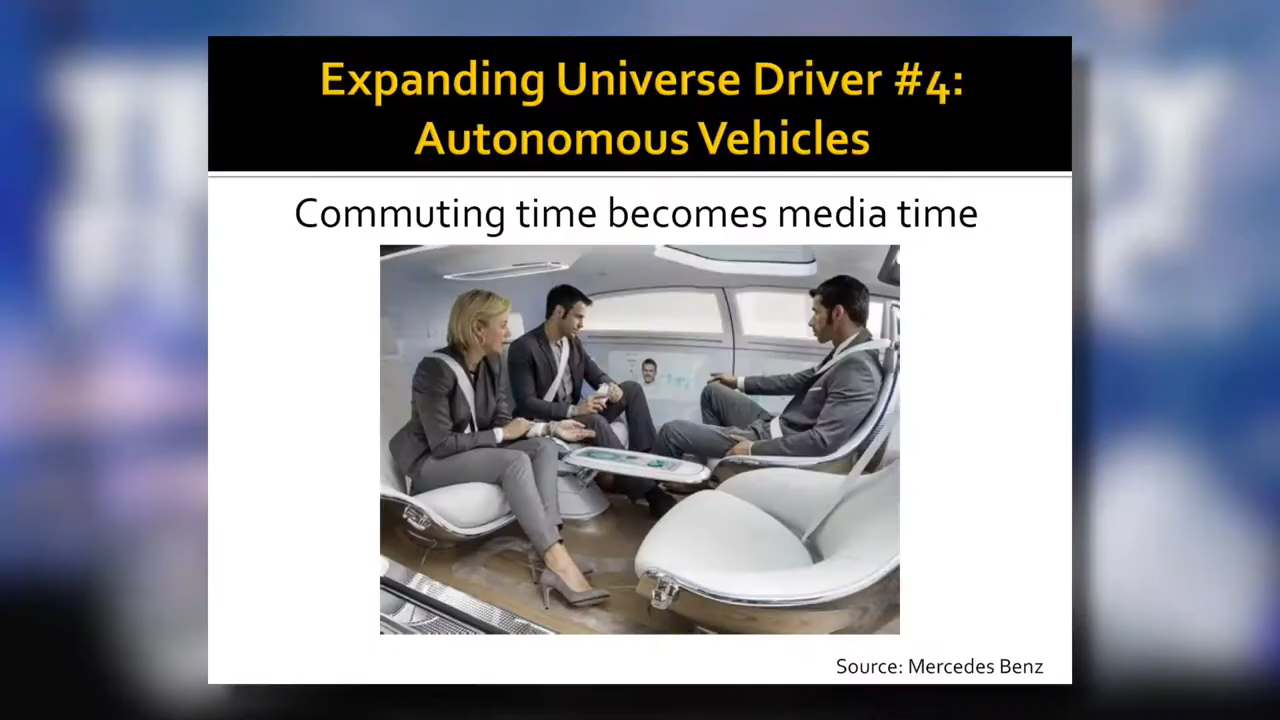 Expanding Universe Driver #4:
Autonomous Vehicles
Commuting time becomes media time
Source: Mercedes Benz